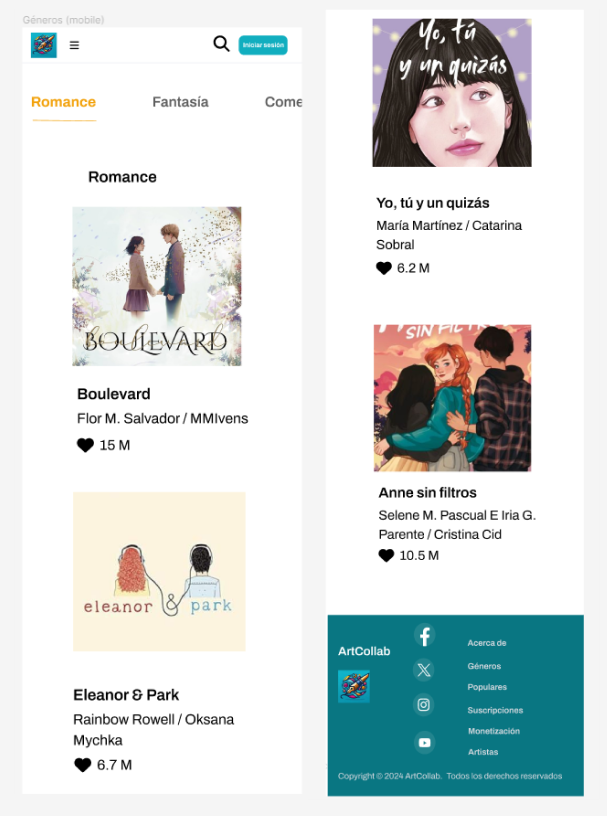 Géneros (mobile)
Iniciar sesión
Romance Fantasía Come
Romance
BOULEVARD
Boulevard
Flor M. Salvador / MMIvens
15 M
eleanor & park
Eleanor & Park
Rainbow Rowell / Oksana
Mychka
6.7 M
Yo, tú
y un quizás
Yo, tú y un quizás
María Martínez / Catarina
Sobral
6.2 M
SIN FILTROS
Anne sin filtros
Selene M. Pascual E Iria G.
Parente / Cristina Cid
10.5 M
ArtCollab
Acerca de
Géneros
Populares
Suscripciones
Monetización
Artistas
Copyright © 2024 ArtCollab. Todos los derechos reservados